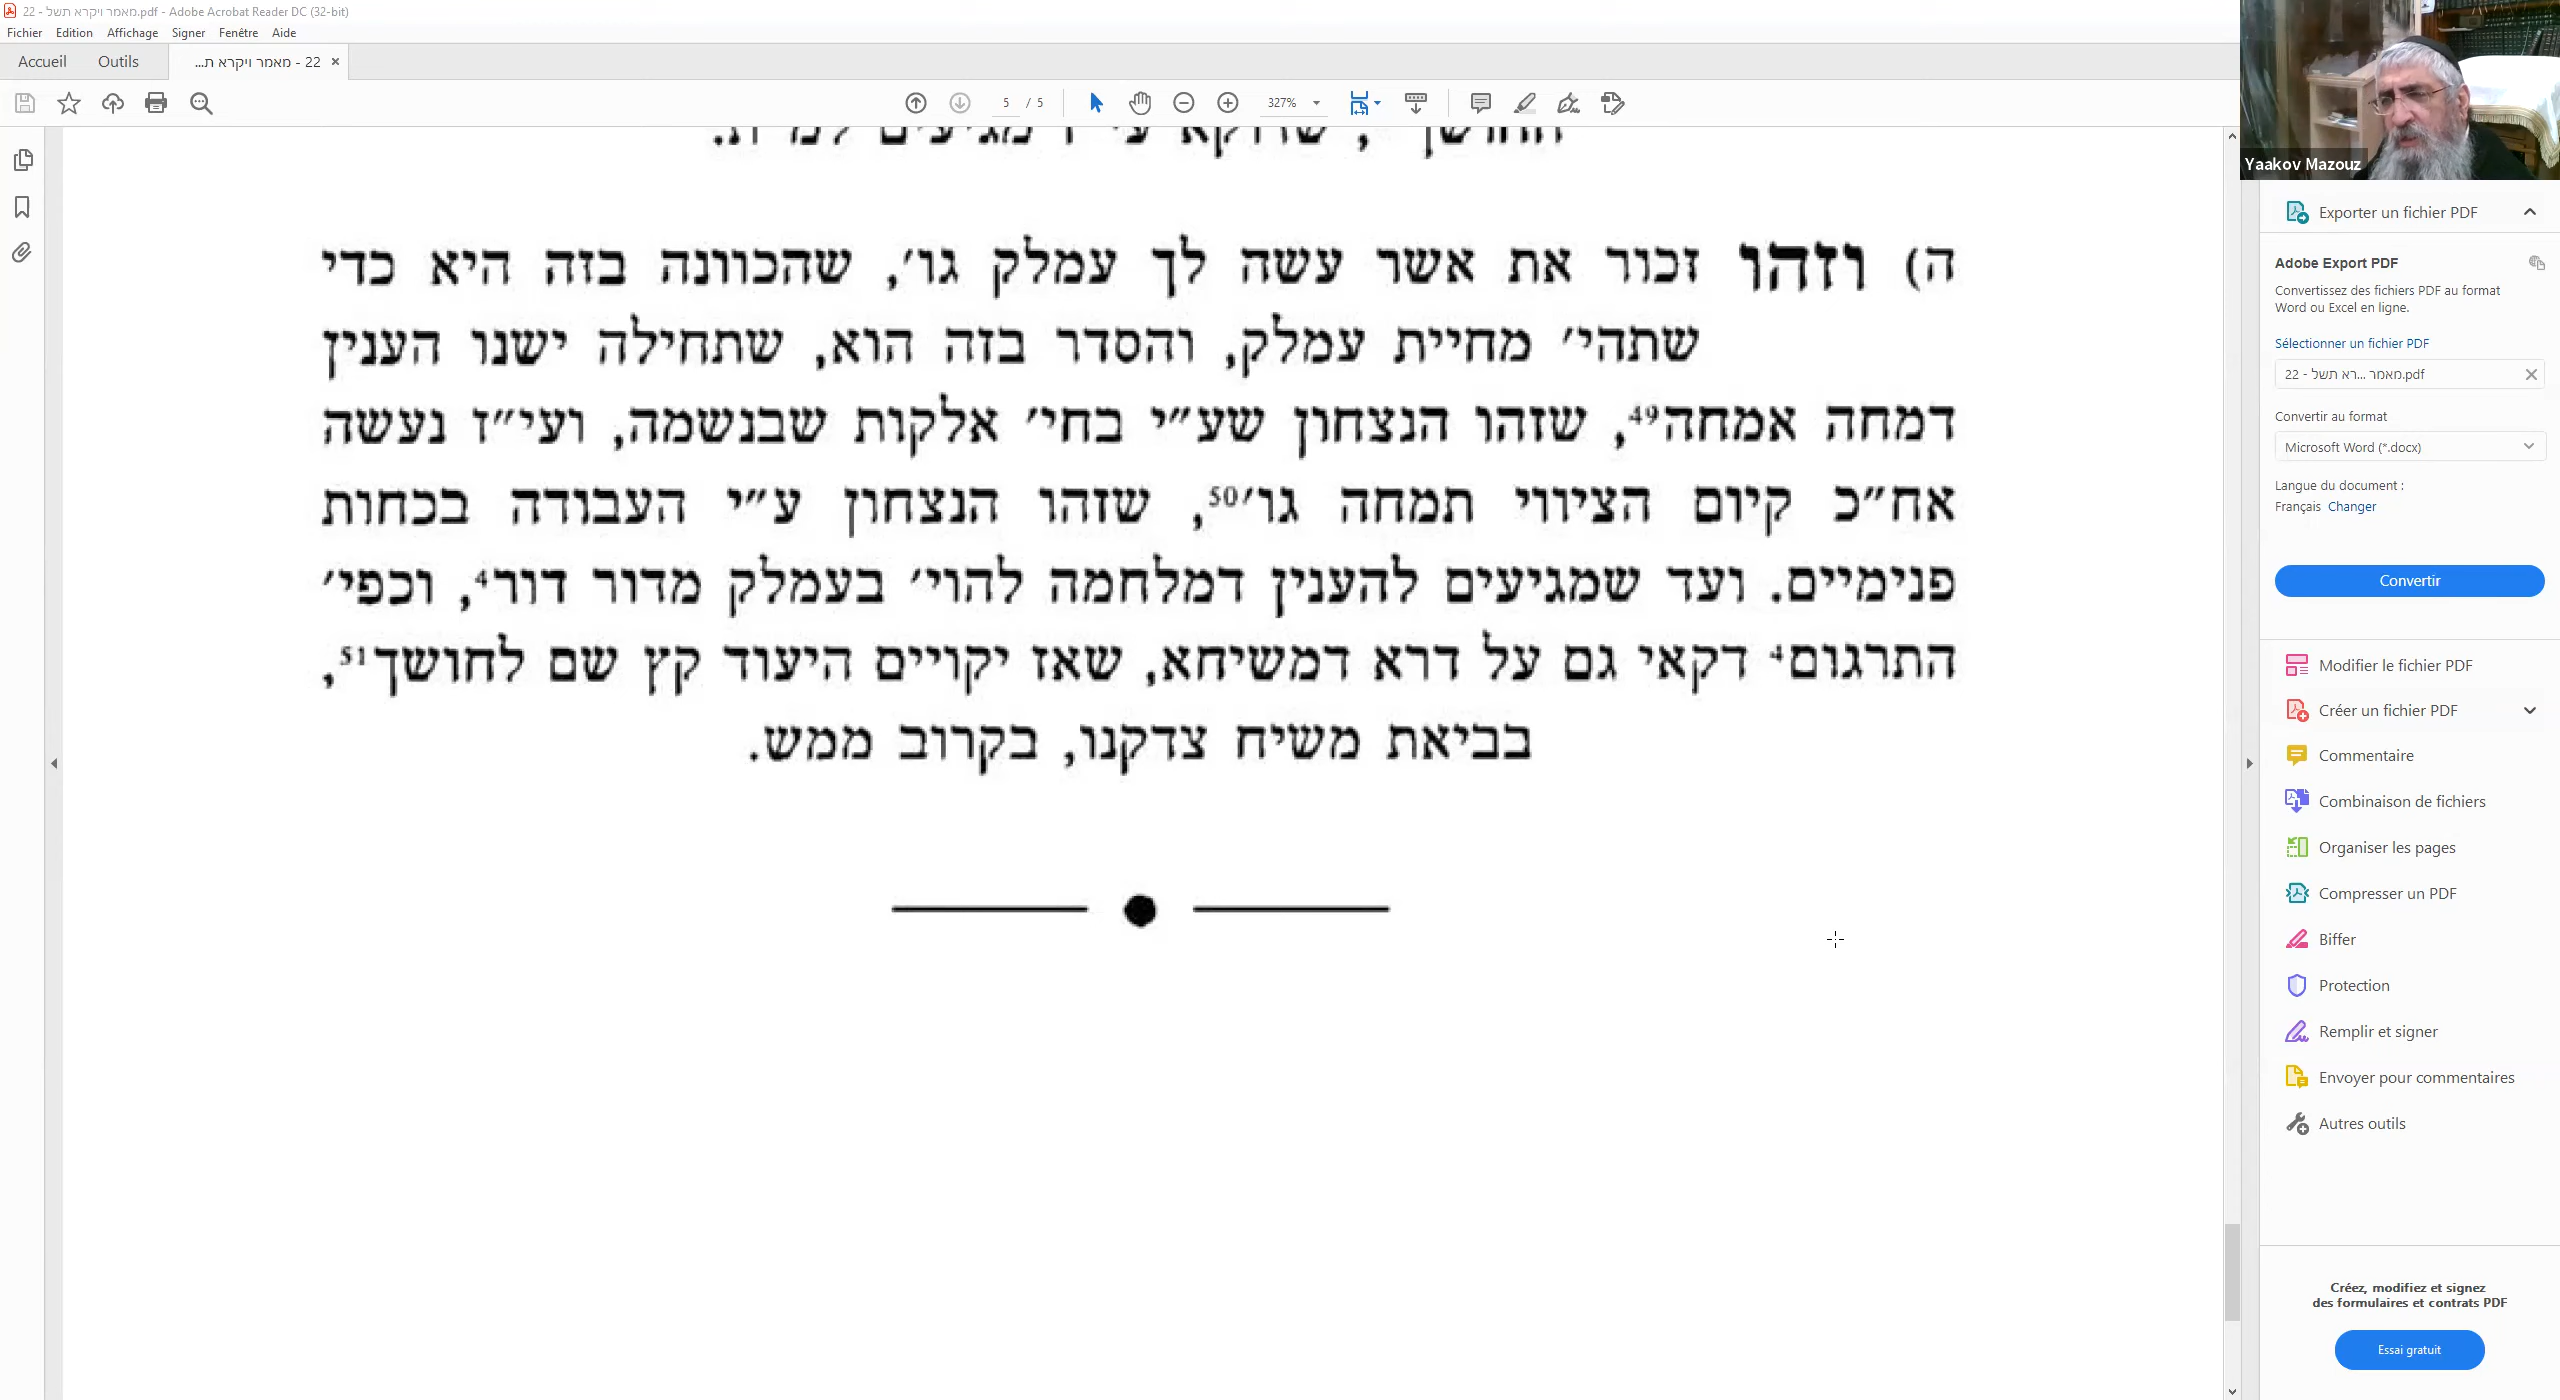 22 - מאמר ויקרא תשל.pdf - Adobe Acrobat Reader DC (32-bit)
Fichier Edition Affichage Signer Fenêtre Aide
Accueil Outils 22 - מאמר ויקרא ת... ×
5 / 5 327%
Yaakov Mazouz
ה) וזהו זכור את אשר עשה לך עמלק גו׳, שהכוונה בזה היא כדי
שתהי׳ מחיית עמלק, והסדר בזה הוא, שתחילה ישנו הענין
דמחה אמחה49, שזהו הנצחון שע״י בחי׳ אלקות שבנשמה, ועי״ז נעשה
אח״כ קיום הציווי תמחה גו׳50, שזהו הנצחון ע״י העבודה בכחות
פנימיים. ועד שמגיעים להענין דמלחמה להוי׳ בעמלק מדור דור4, וכפי׳
התרגום4 דקאי גם על דרא דמשיחא, שאז יקויים היעוד קץ שם לחושך51,
בביאת משיח צדקנו, בקרוב ממש.
Exporter un fichier PDF
Adobe Export PDF
Convertissez des fichiers PDF au format
Word ou Excel en ligne.
Sélectionner un fichier PDF
22 - מאמר ...רא תשל.pdf
Convertir au format
Microsoft Word (*.docx)
Langue du document :
Français Changer
Convertir
Modifier le fichier PDF
Créer un fichier PDF
Commentaire
Combinaison de fichiers
Organiser les pages
Compresser un PDF
Biffer
Protection
Remplir et signer
Envoyer pour commentaires
Autres outils
Créez, modifiez et signez
des formulaires et contrats PDF
Essai gratuit